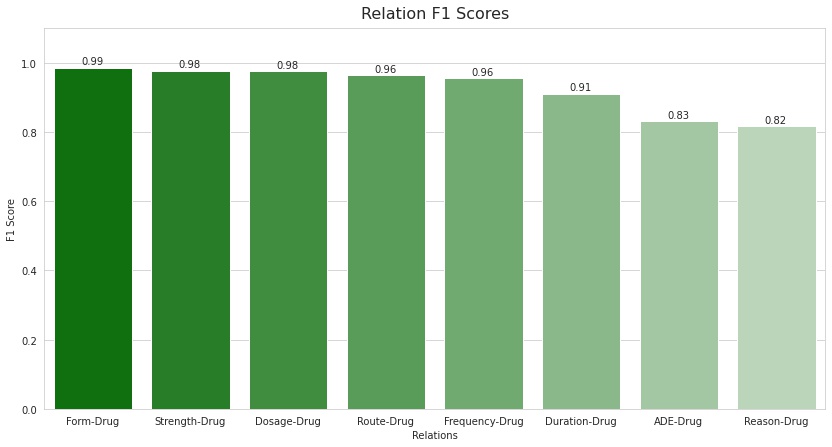 Relation F1 Scores
1.0
0.8
0.6
0.4
0.2
0.0
F1 Score
0.99
0.98
0.98
0.96
0.96
0.91
0.83
0.82
Form-Drug
Strength-Drug
Dosage-Drug
Route-Drug
Frequency-Drug
Duration-Drug
ADE-Drug
Reason-Drug
Relations